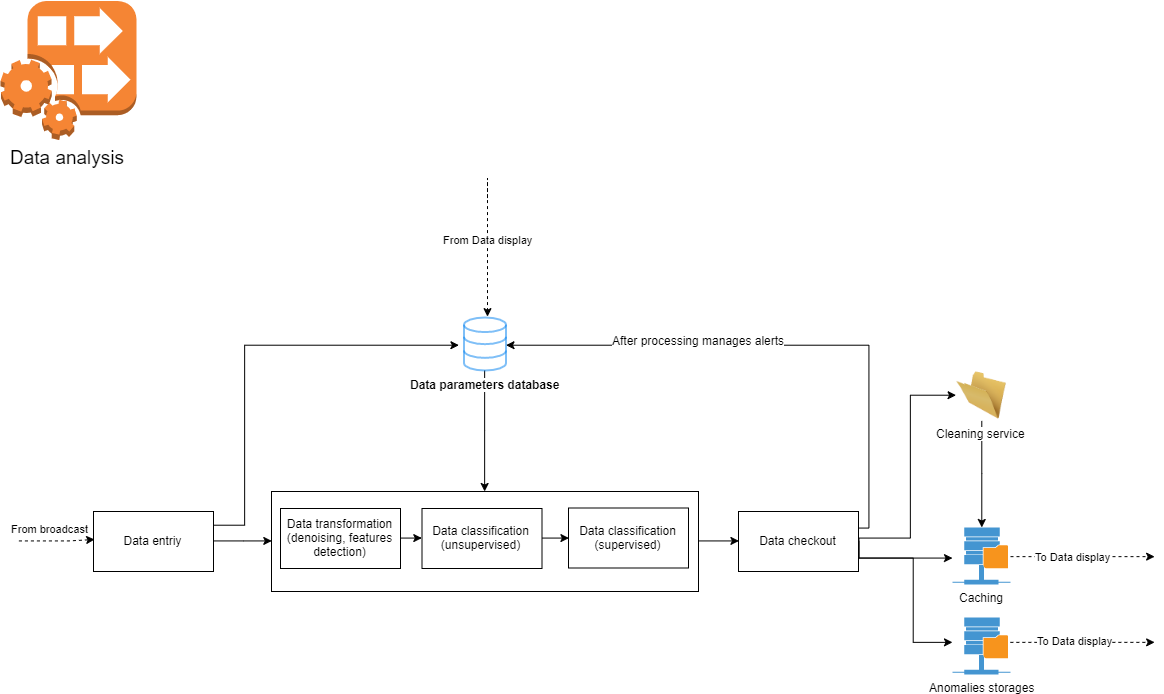 Data analysis
From Data display
After processing manages alerts
Data parameters database
Cleaning service
From broadcast
Data entriy
Data transformation
(denoising, features
detection)
Data classification
(unsupervised)
Data classification
(supervised)
Data checkout
To Data display
Caching
To Data display
Anomalies storages